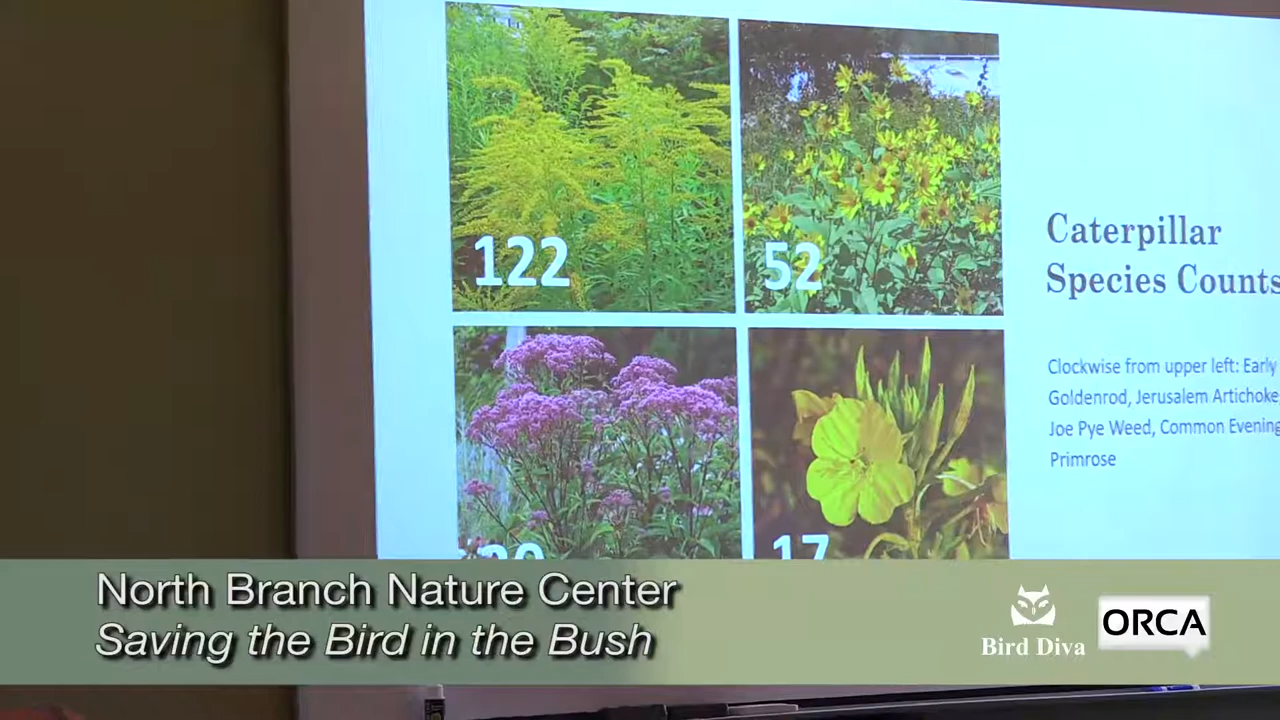 122
52
Caterpillar
Species Counts
Clockwise from upper left: Early
Goldenrod, Jerusalem Artichoke,
Joe Pye Weed, Common Evening
Primrose
17
North Branch Nature Center
Saving the Bird in the Bush
Bird Diva
ORCA